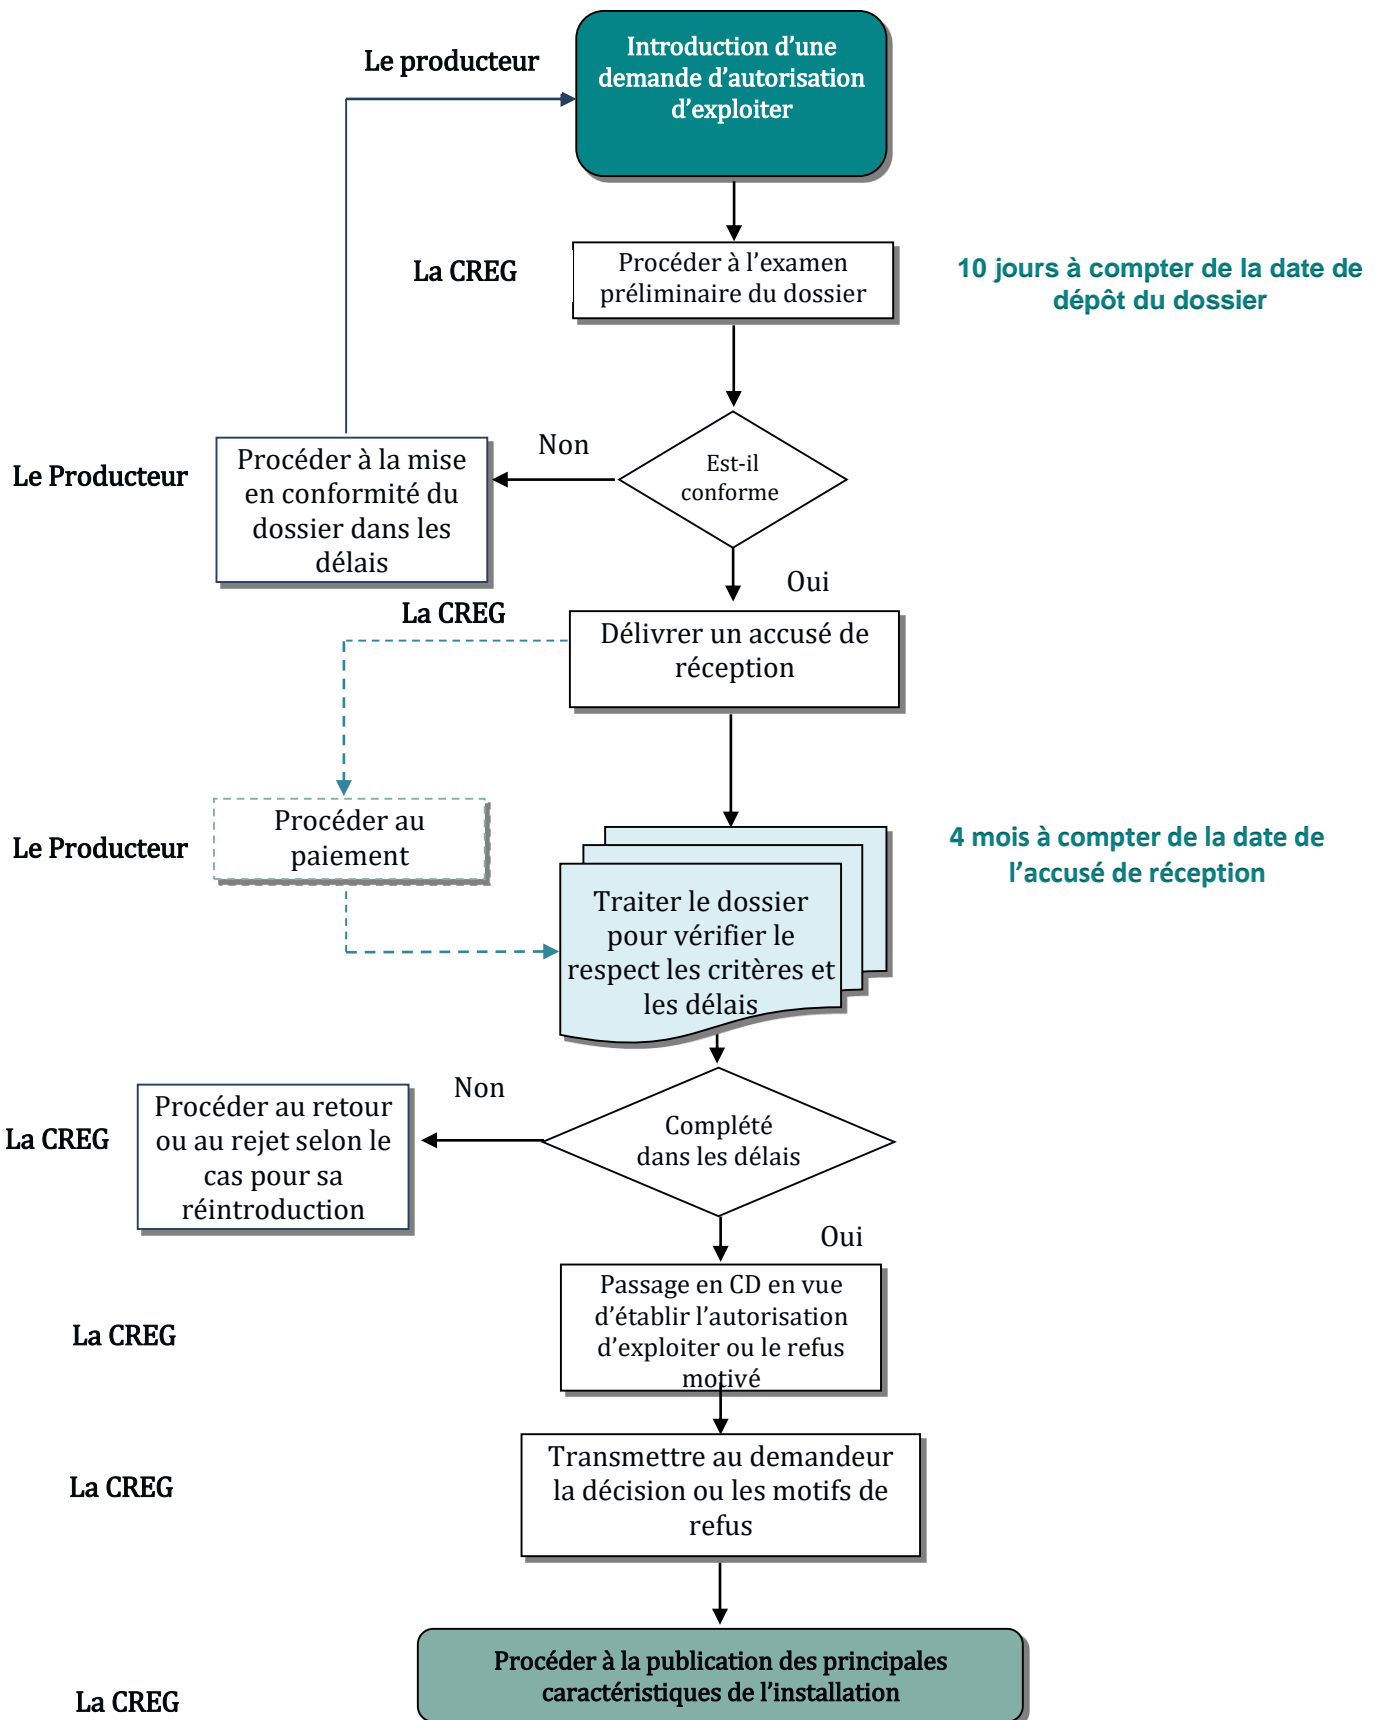 Le producteur
Introduction d’une
demande d’autorisation
d’exploiter
La CREG
Procéder à l’examen
préliminaire du dossier
10 jours à compter de la date de
dépôt du dossier
Est-il
conforme
Non
Le Producteur
Procéder à la mise
en conformité du
dossier dans les
délais
Oui
La CREG
Délivrer un accusé de
réception
Le Producteur
Procéder au
paiement
4 mois à compter de la date de
l’accusé de réception
Traiter le dossier
pour vérifier le
respect les critères et
les délais
Complété
dans les délais
Non
La CREG
Procéder au retour
ou au rejet selon le
cas pour sa
réintroduction
Oui
La CREG
Passage en CD en vue
d’établir l’autorisation
d’exploiter ou le refus
motivé
La CREG
Transmettre au demandeur
la décision ou les motifs de
refus
La CREG
Procéder à la publication des principales
caractéristiques de l’installation